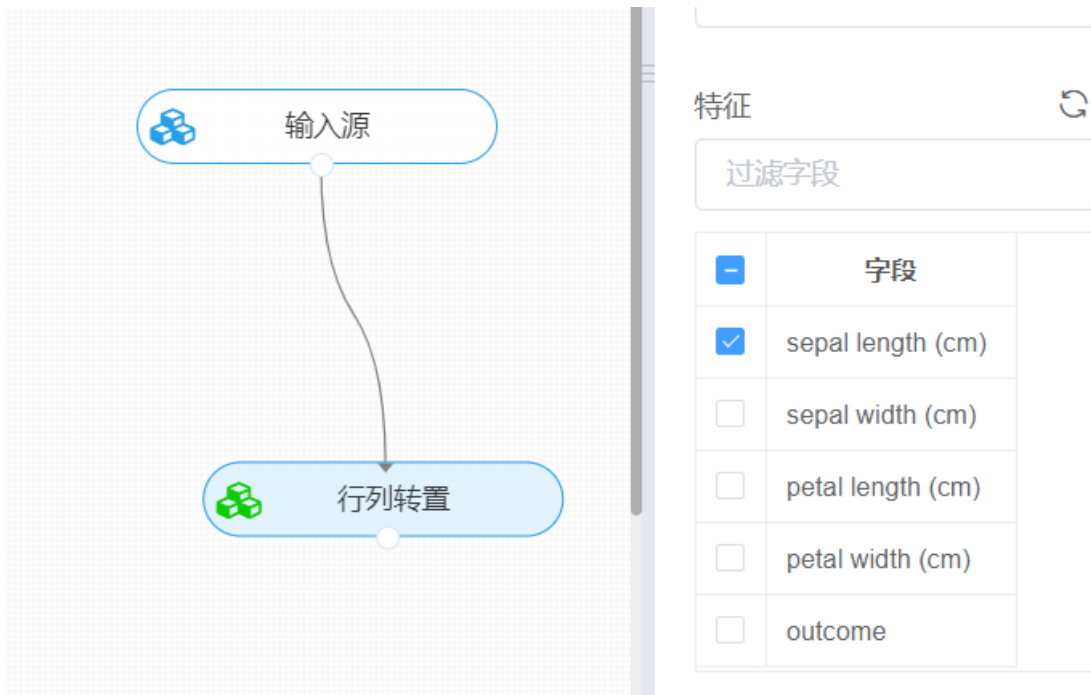 输入源
行列转置
特征
过滤字段
字段
sepal length (cm)
sepal width (cm)
petal length (cm)
petal width (cm)
outcome